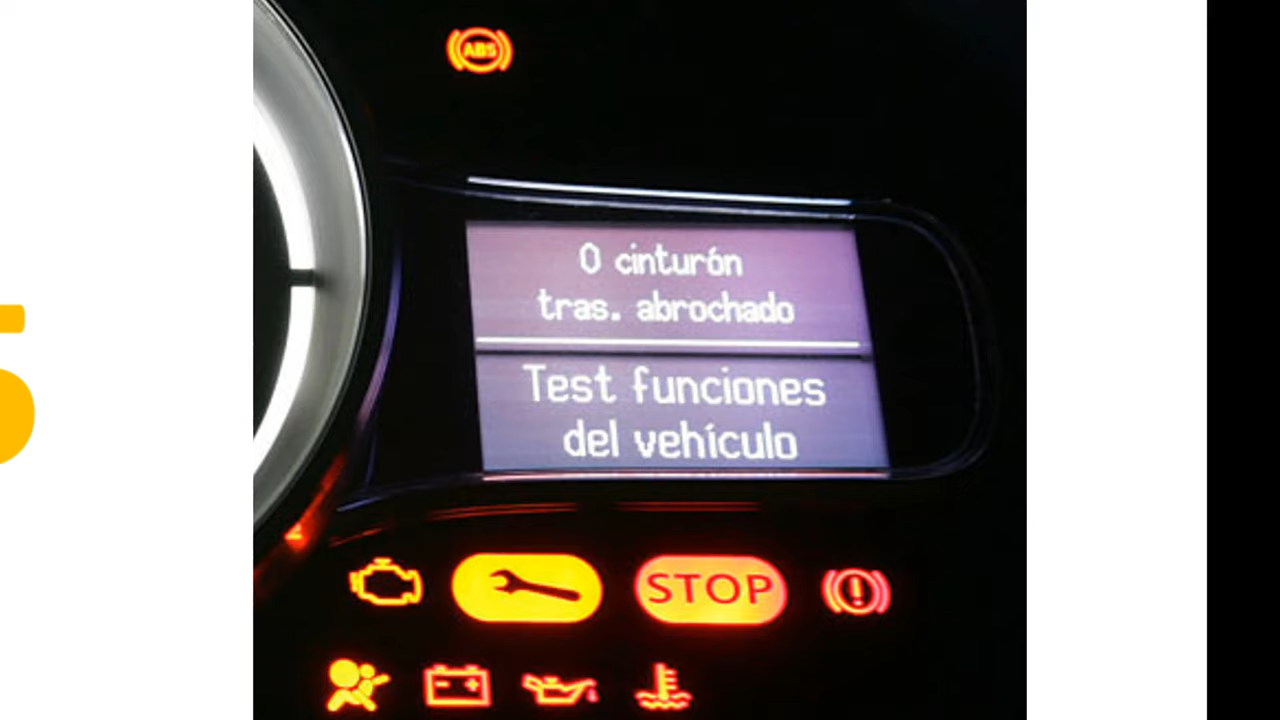 ABS
0 cinturón
tras. abrochado
Test funciones
del vehículo
STOP